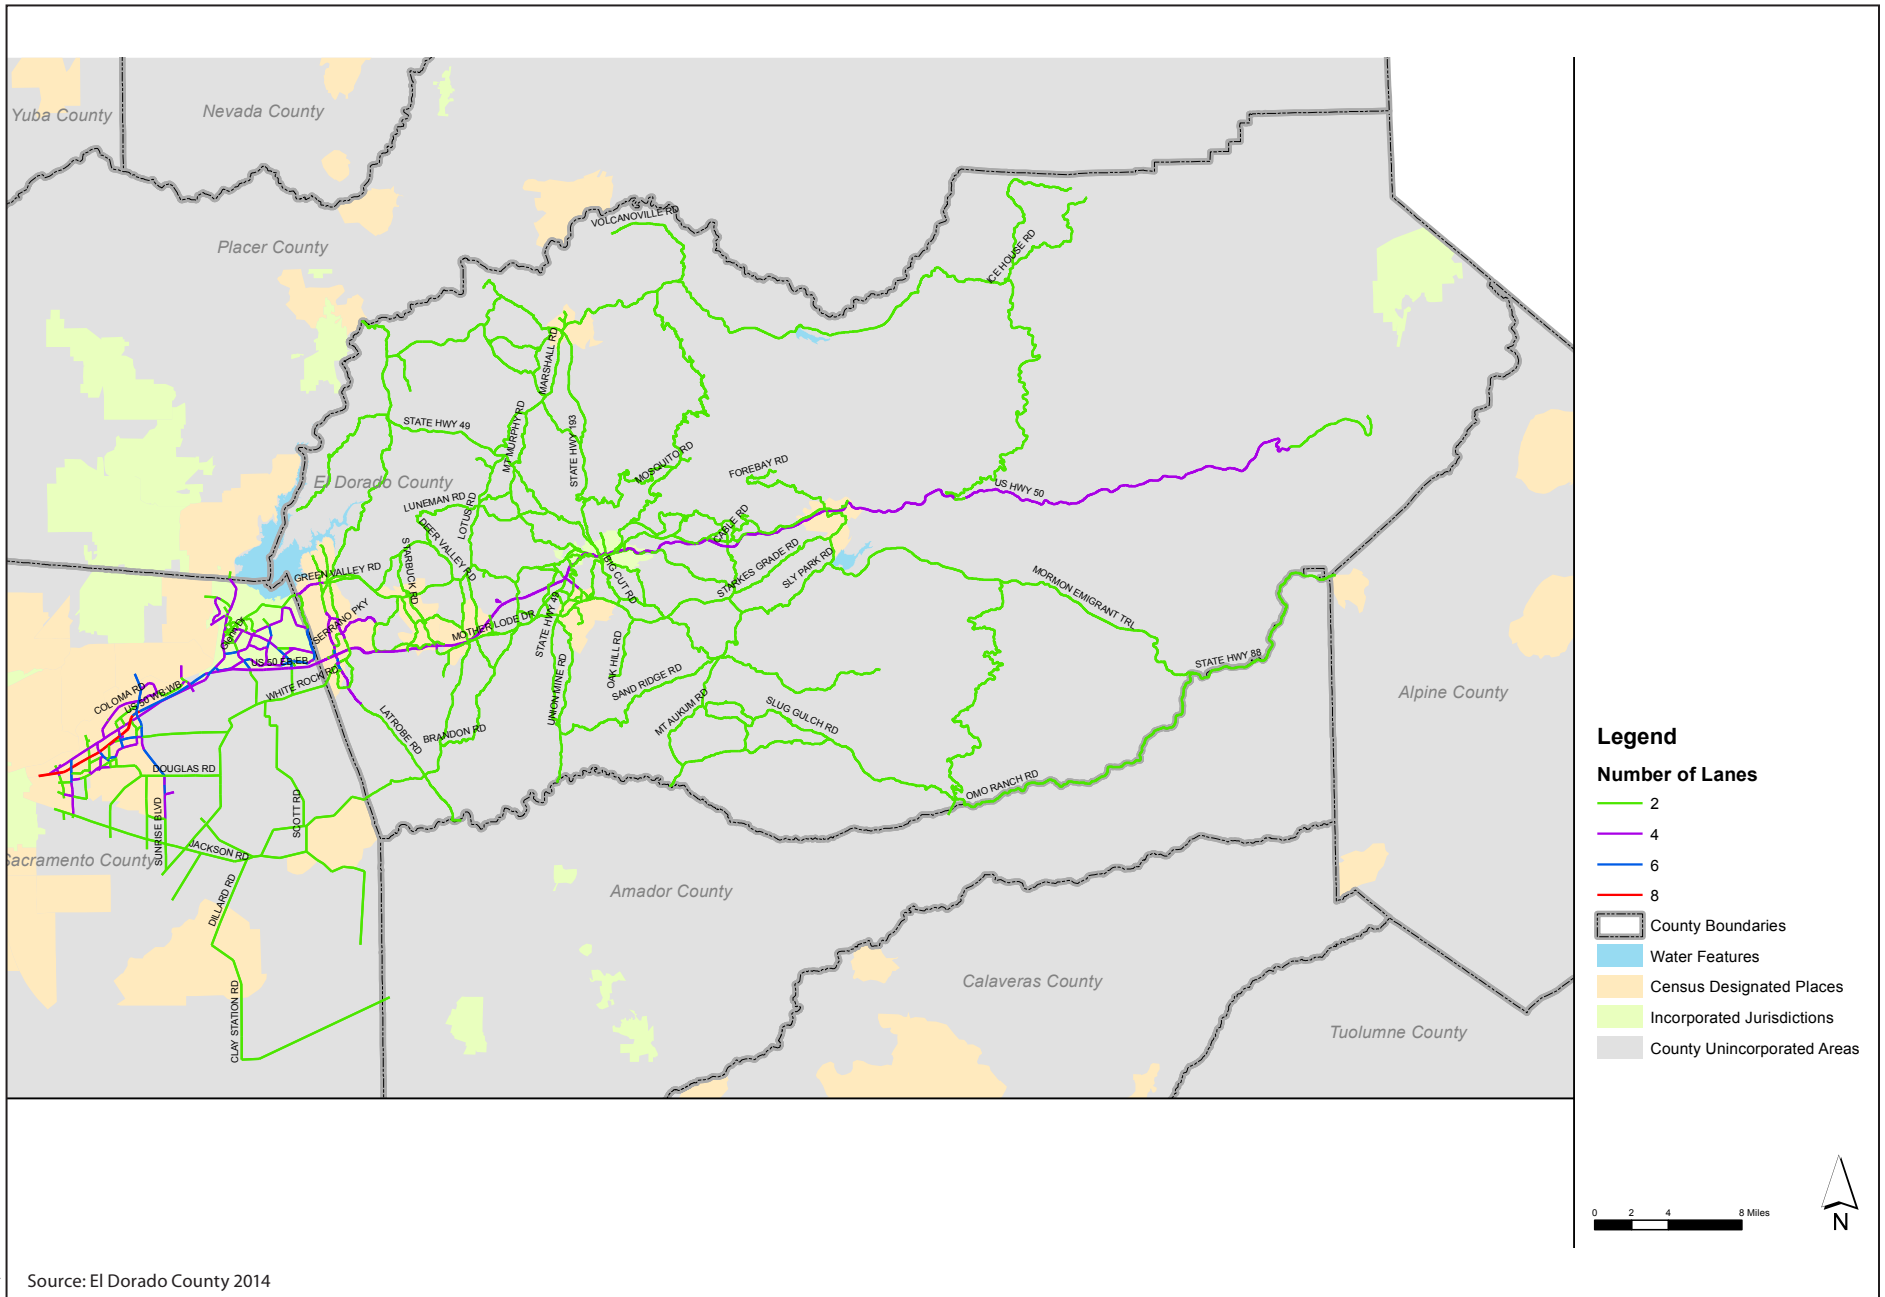 Yuba County
Nevada County
Placer County
VOLCANOVILLE RD
ICE HOUSE RD
MARSHALL RD
STATE HWY 49
MT MURPHY RD
STATE HWY 193
El Dorado County
MOSQUITO RD
FOREBAY RD
US HWY 50
LUNEMAN RD
LOTUS RD
DEER VALLEY RD
CABLE RD
STARBUCK RD
GREEN VALLEY RD
BIG CUT RD
STARKES GRADE RD
SLY PARK RD
MORMON EMIGRANT TRL
SERRANO PKY
MOTHER LODE DR
STATE HWY 49
OAK HILL RD
UNION MINE RD
SAND RIDGE RD
STATE HWY 88
WHITE ROCK RD
COLOMA RD
LATROBE RD
BRANDON RD
MT AUKUM RD
SLUG GULCH RD
Alpine County
DOUGLAS RD
OMO RANCH RD
SCOTT RD
SUNRISE BLVD
JACKSON RD
Sacramento County
DILLARD RD
Amador County
CLAY STATION RD
Calaveras County
Tuolumne County
Legend
Number of Lanes
2
4
6
8
County Boundaries
Water Features
Census Designated Places
Incorporated Jurisdictions
County Unincorporated Areas
0 2 4 8 Miles
N
Source: El Dorado County 2014